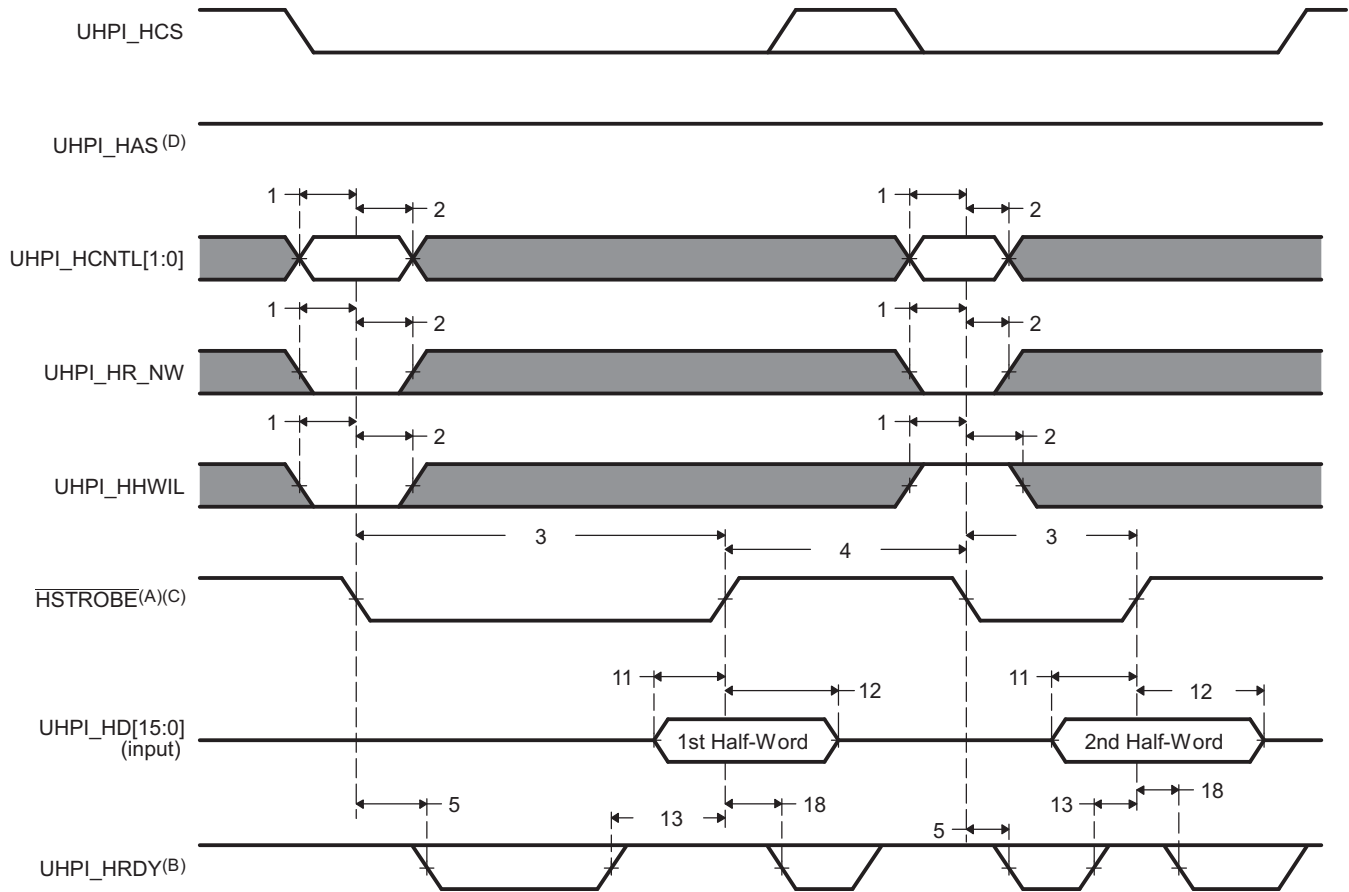 UHPI_HCS
UHPI_HAS(D)
1
2
1
2
UHPI_HCNTL[1:0]
1
2
1
2
UHPI_HR_NW
1
2
1
2
UHPI_HHWIL
3
4
3
HSTROBE(A)(C)
11
12
11
12
UHPI_HD[15:0]
(input)
1st Half-Word
2nd Half-Word
5
13
18
5
13
18
UHPI_HRDY(B)